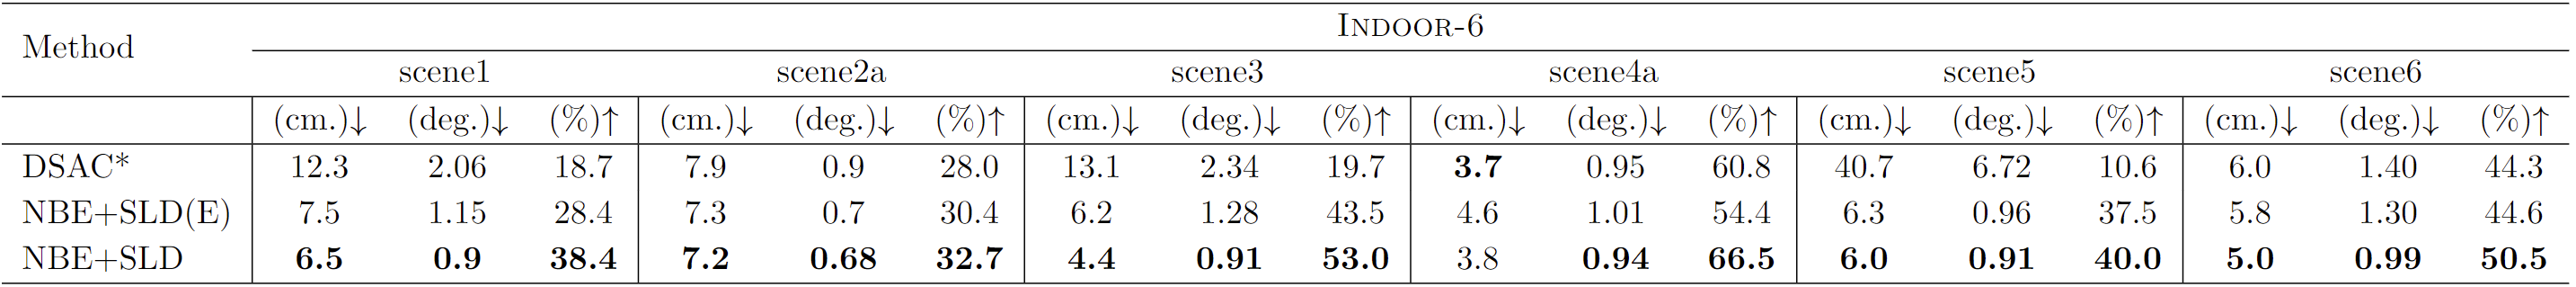 INDOOR-6
Method
scene1 scene2a scene3 scene4a scene5 scene6
(cm.)↓ (deg.)↓ (%)↑ (cm.)↓ (deg.)↓ (%)↑ (cm.)↓ (deg.)↓ (%)↑ (cm.)↓ (deg.)↓ (%)↑ (cm.)↓ (deg.)↓ (%)↑ (cm.)↓ (deg.)↓ (%)↑
DSAC* 12.3 2.06 18.7 7.9 0.9 28.0 13.1 2.34 19.7 3.7 0.95 60.8 40.7 6.72 10.6 6.0 1.40 44.3
NBE+SLD(E) 7.5 1.15 28.4 7.3 0.7 30.4 6.2 1.28 43.5 4.6 1.01 54.4 6.3 0.96 37.5 5.8 1.30 44.6
NBE+SLD 6.5 0.9 38.4 7.2 0.68 32.7 4.4 0.91 53.0 3.8 0.94 66.5 6.0 0.91 40.0 5.0 0.99 50.5